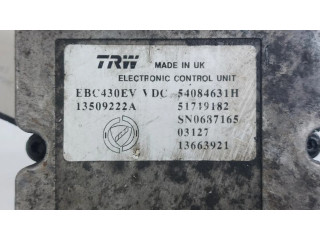 TRW MADE IN UK
ELECTRONIC CONTROL UNIT
EBC430EV VDC 54084631H
13509222A 51719182
SN0687165
03127
13663921